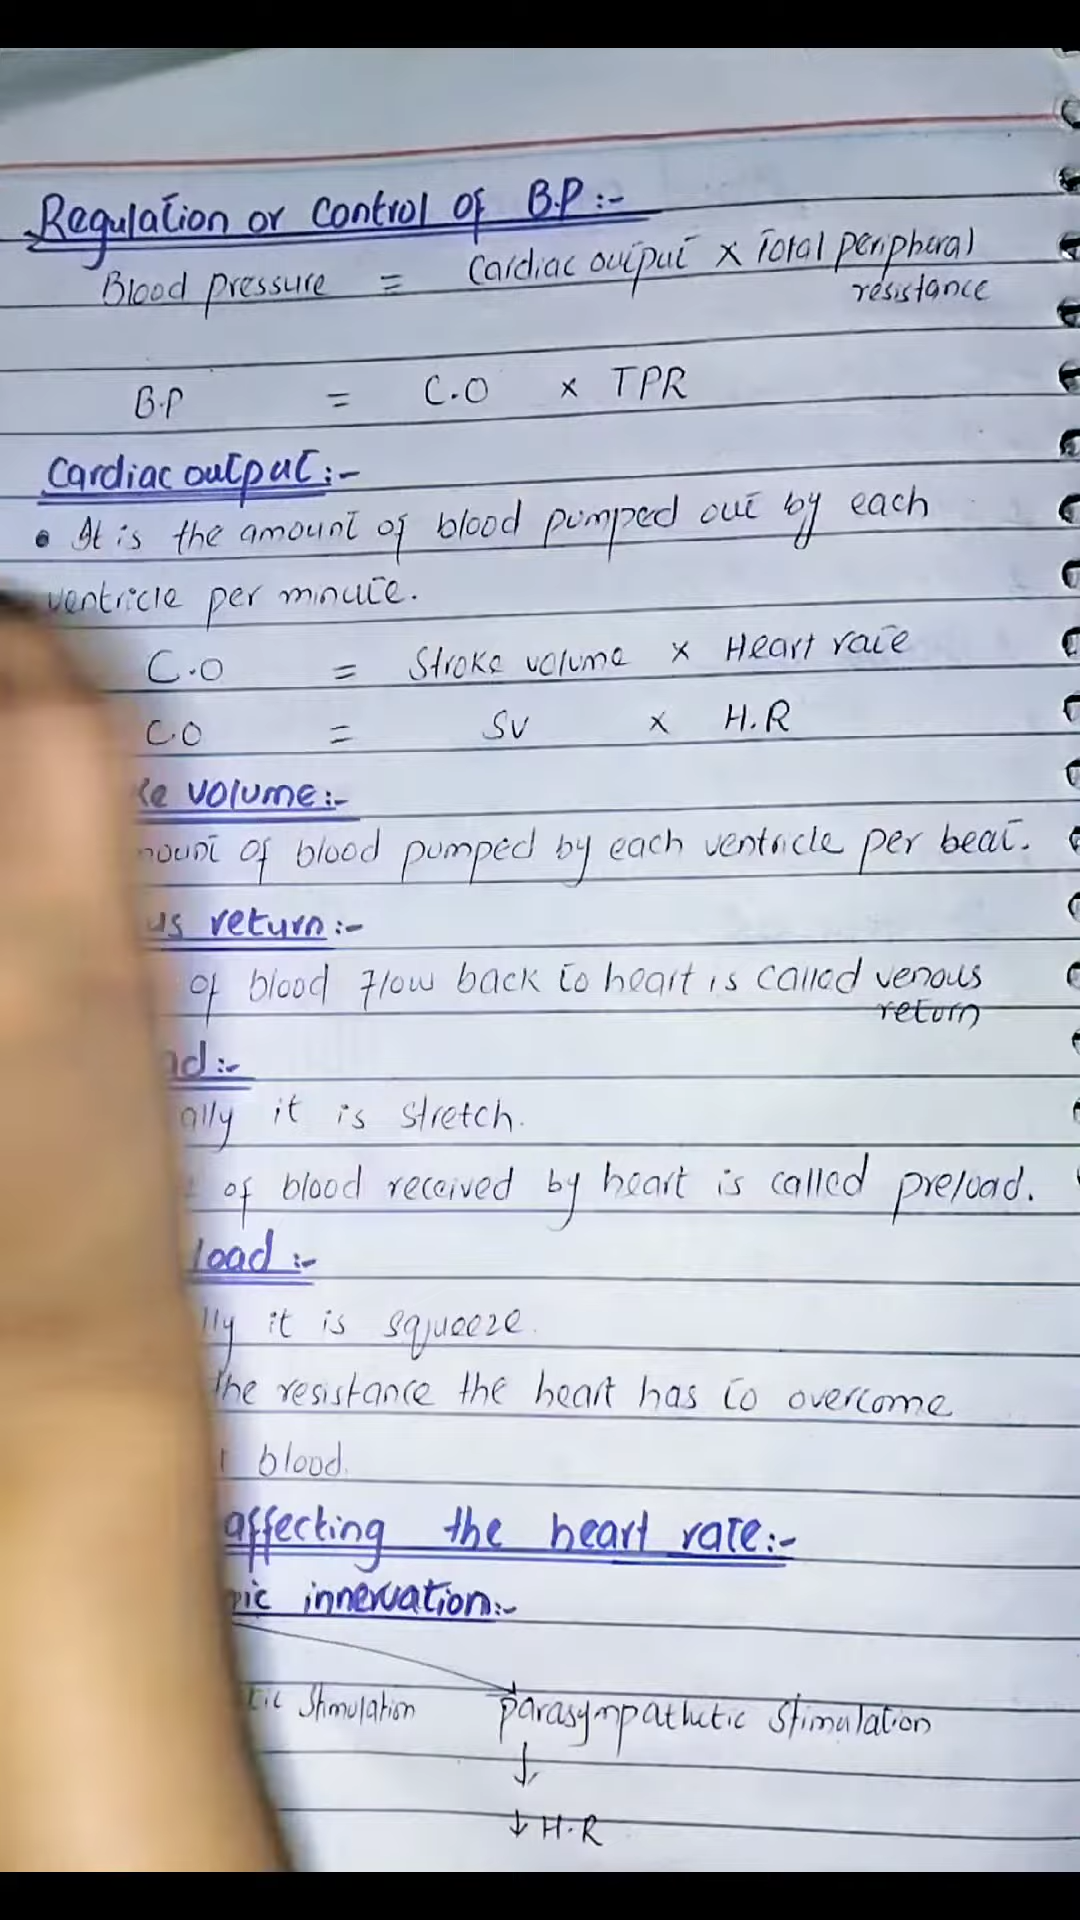 Regulation or control of B.P :-
Blood pressure = Cardiac output × Total peripheral
resistance
B.P = C.O × TPR
Cardiac output :-
• It is the amount of blood pumped out by each
ventricle per minute.
C.O = Stroke volume × Heart rate
CO = SV × H.R
volume :-
of blood pumped by each ventricle per beat.
return :-
of blood flow back to heart is called venous
return
it is stretch.
of blood received by heart is called preload.
load :-
it is squeeze.
the resistance the heart has to overcome
blood.
affecting the heart rate :-
innervation :-
Stimulation parasympathetic stimulation
↓
↓ H.R